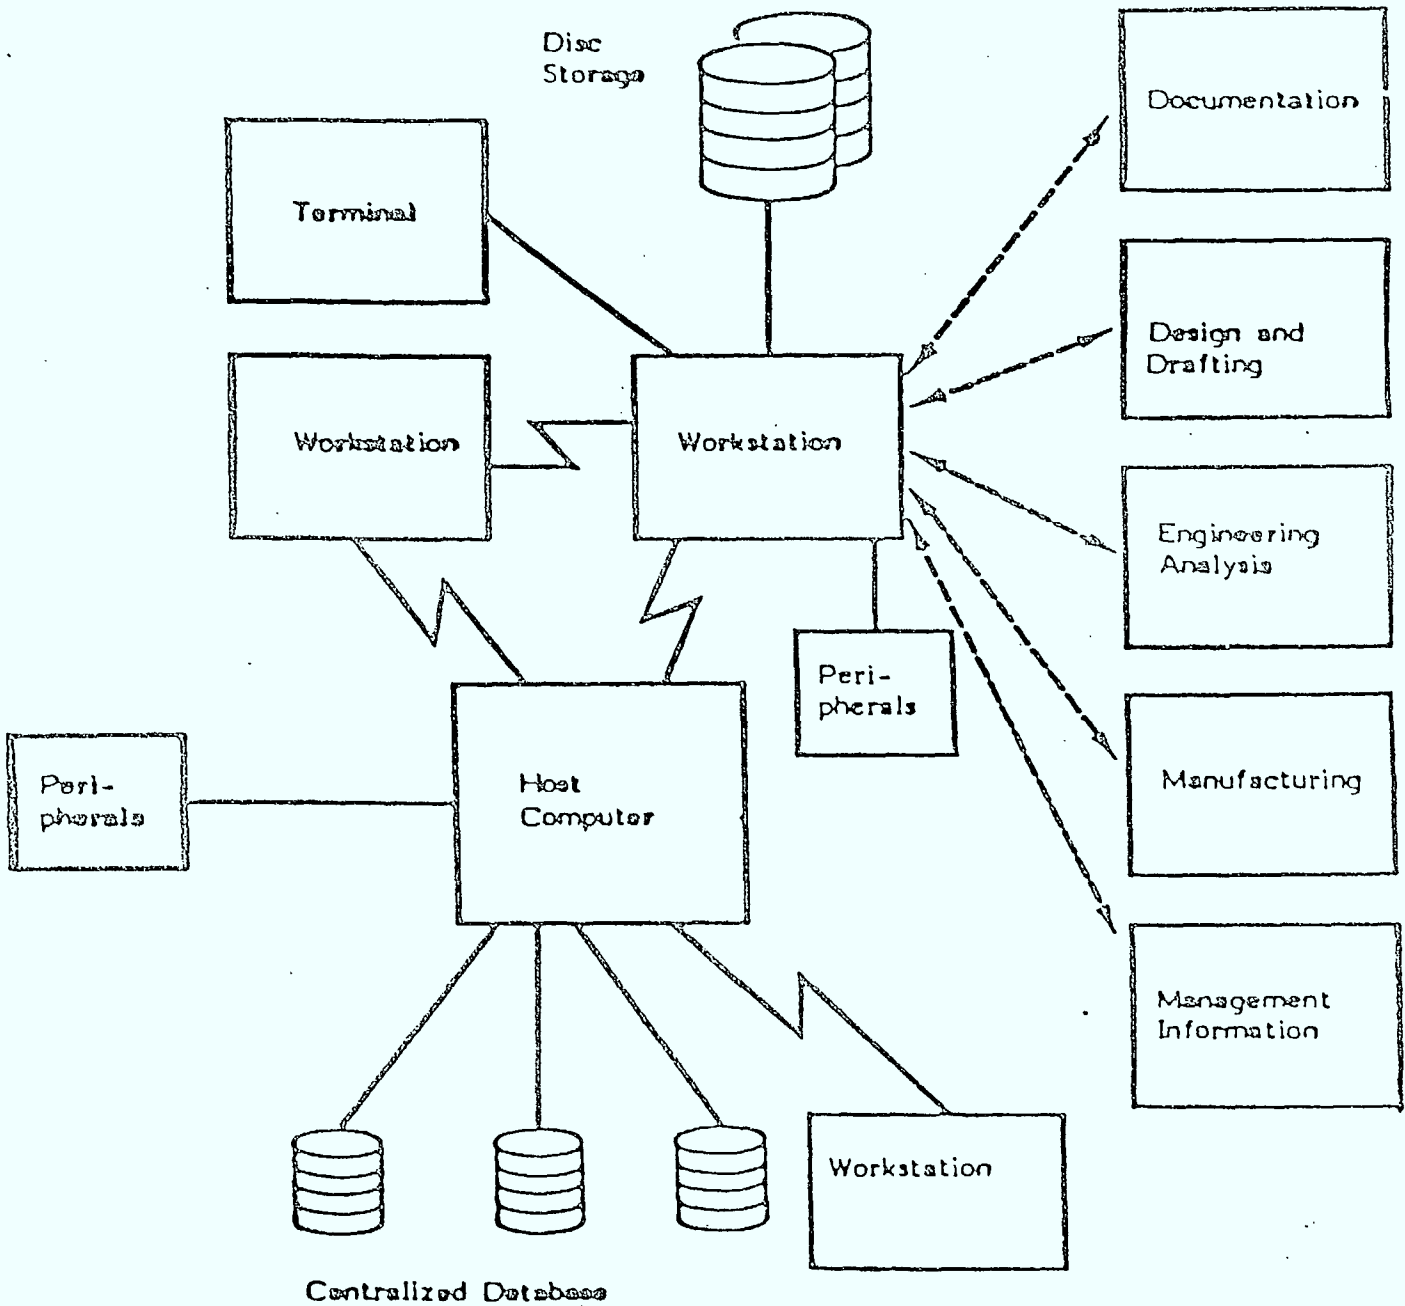 Disc
Storage
Documentation
Terminal
Design and
Drafting
Workstation
Workstation
Engineering
Analysis
Peri-
pherals
Peri-
pherals
Host
Computer
Manufacturing
Management
Information
Workstation
Centralized Database